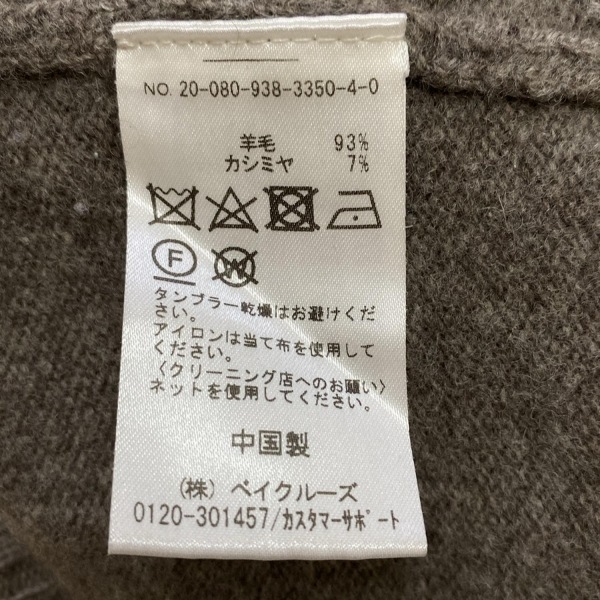 NO. 20-080-938-3350-4-0
羊毛 93%
カシミヤ 7%
F
W
タンブラー乾燥はお避けくだ
さい。
アイロンは当て布を使用して
ください。
〈クリーニング店へのお願い〉
ネットを使用してください。
中国製
(株) ベイクルーズ
0120-301457/カスタマーサポート